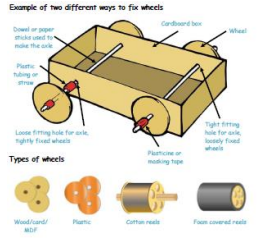 Example of two different ways to fix wheels
Cardboard box
Dowel or paper
sticks used to
make the axle
Wheel
Plastic
tubing or
straw
Tight fitting
hole for axle,
loosely fixed
wheels
Loose fitting hole for axle,
tightly fixed wheels
Plasticine or
masking tape
Types of wheels
Wood/card/
MDF
Plastic
Cotton reels
Foam covered reels